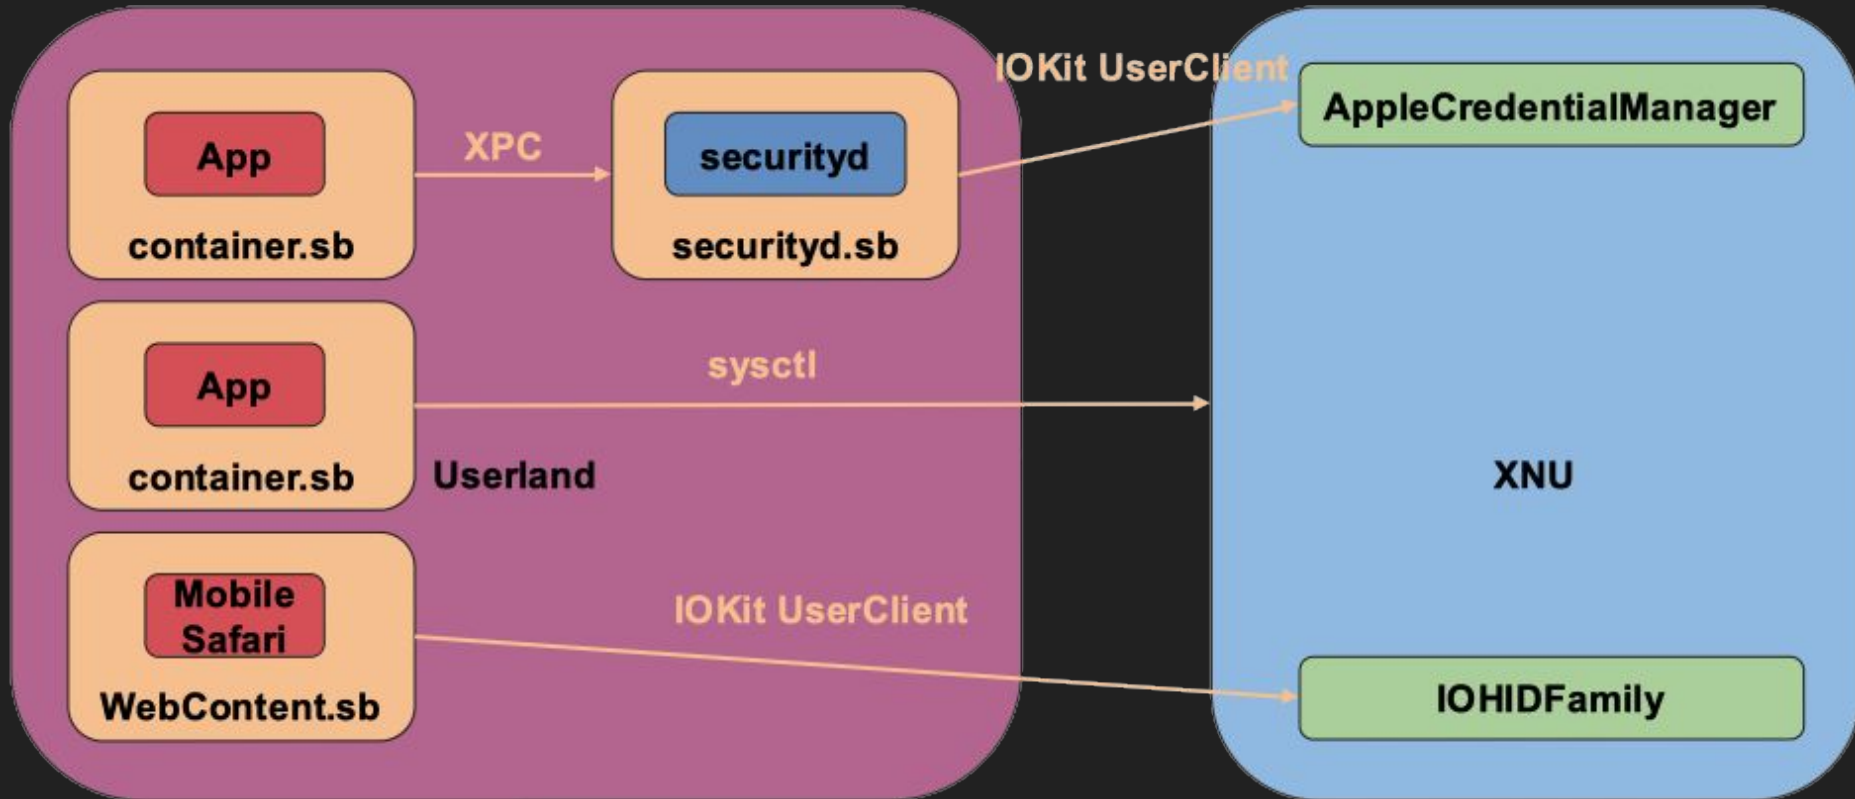 IOKit UserClient
AppleCredentialManager
App
XPC
securityd
container.sb
securityd.sb
sysctl
App
container.sb
Userland
XNU
Mobile
Safari
IOKit UserClient
WebContent.sb
IOHIDFamily